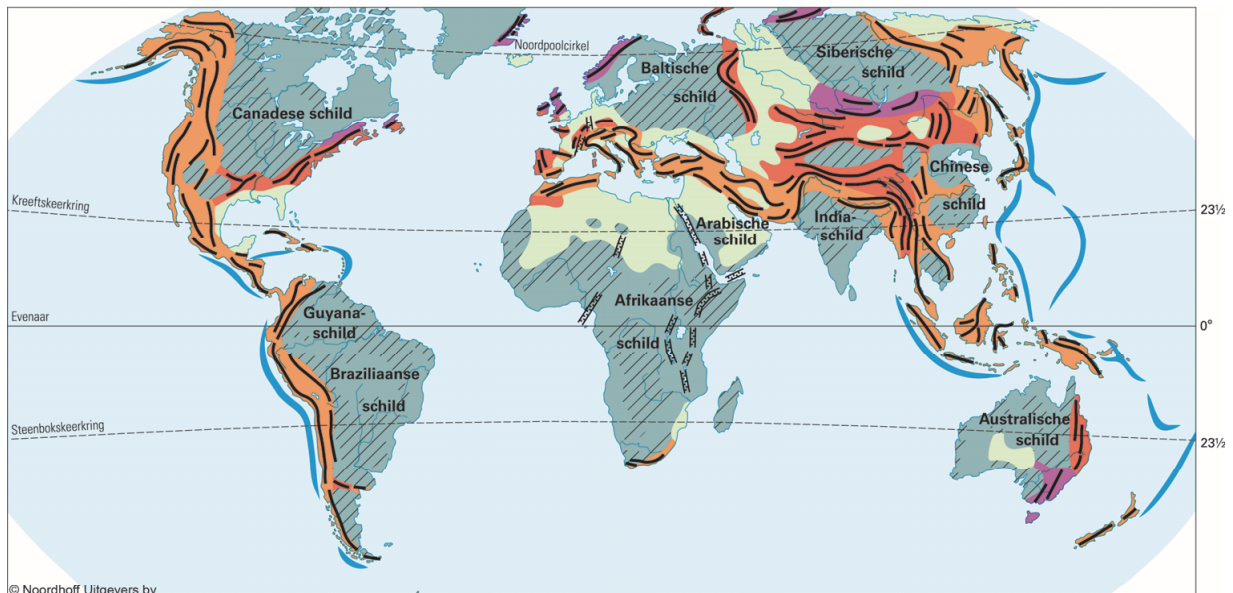 Noordpoolcirkel
Siberische
schild
Baltische
schild
Canadese schild
Chinese
schild
Kreeftskeerkring
23½
India-
schild
Arabische
schild
Afrikaanse
schild
Guyana-
schild
Evenaar
0°
Braziliaanse
schild
Australische
schild
Steenbokskeerkring
23½
© Noordhoff Uitgevers bv